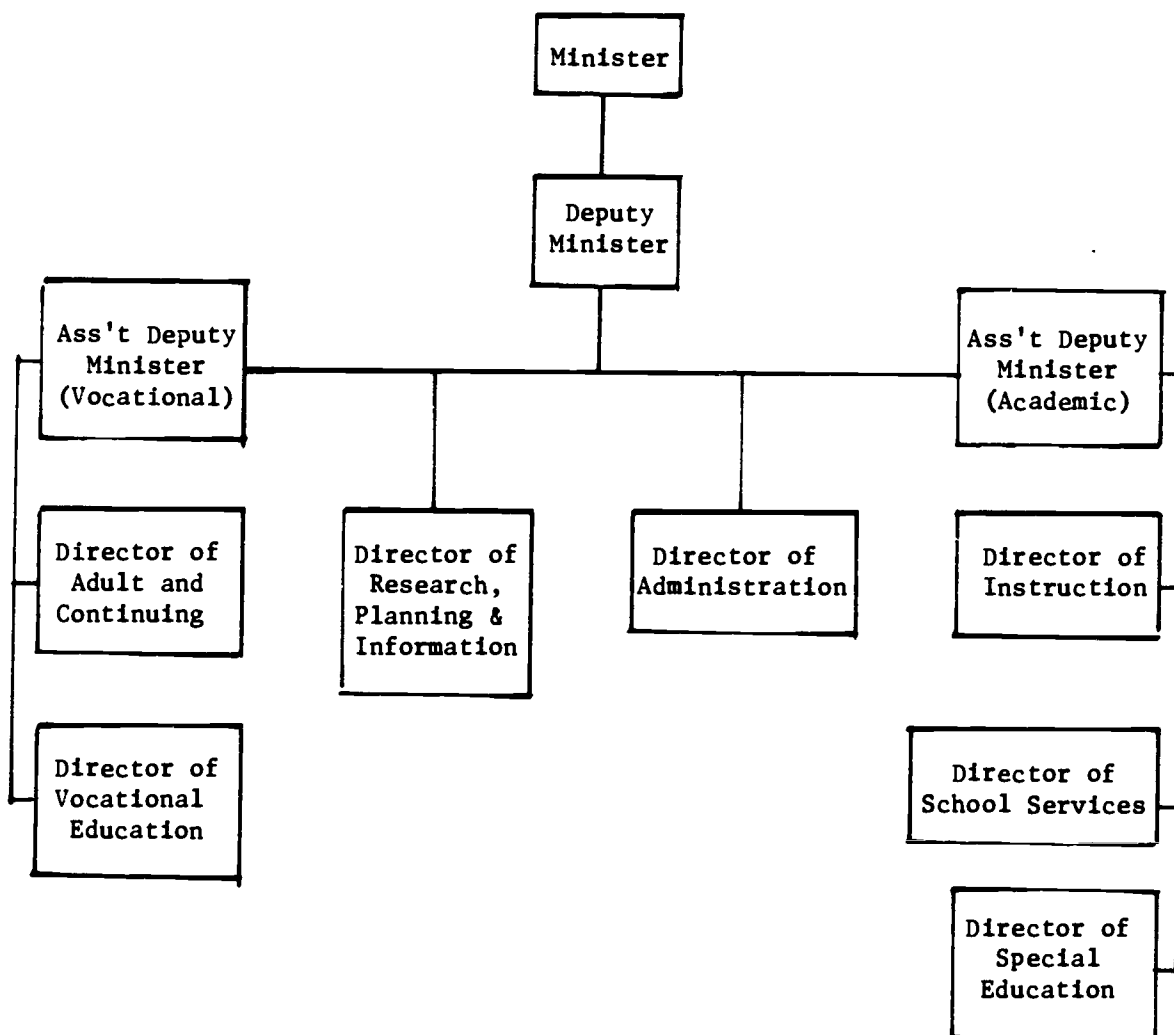 Minister
Deputy
Minister
Ass't Deputy
Minister
(Vocational)
Ass't Deputy
Minister
(Academic)
Director of
Adult and
Continuing
Director of
Research,
Planning &
Information
Director of
Administration
Director of
Instruction
Director of
Vocational
Education
Director of
School Services
Director of
Special
Education